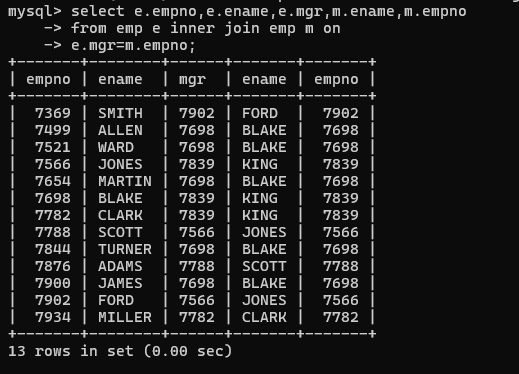 mysql> select e.empno,e.ename,e.mgr,m.ename,m.empno
    -> from emp e inner join emp m on
    -> e.mgr=m.empno;
+-------+--------+------+-------+-------+
| empno | ename  | mgr  | ename | empno |
+-------+--------+------+-------+-------+
|  7369 | SMITH  | 7902 | FORD  |  7902 |
|  7499 | ALLEN  | 7698 | BLAKE |  7698 |
|  7521 | WARD   | 7698 | BLAKE |  7698 |
|  7566 | JONES  | 7839 | KING  |  7839 |
|  7654 | MARTIN | 7698 | BLAKE |  7698 |
|  7698 | BLAKE  | 7839 | KING  |  7839 |
|  7782 | CLARK  | 7839 | KING  |  7839 |
|  7788 | SCOTT  | 7566 | JONES |  7566 |
|  7844 | TURNER | 7698 | BLAKE |  7698 |
|  7876 | ADAMS  | 7788 | SCOTT |  7788 |
|  7900 | JAMES  | 7698 | BLAKE |  7698 |
|  7902 | FORD   | 7566 | JONES |  7566 |
|  7934 | MILLER | 7782 | CLARK |  7782 |
+-------+--------+------+-------+-------+
13 rows in set (0.00 sec)